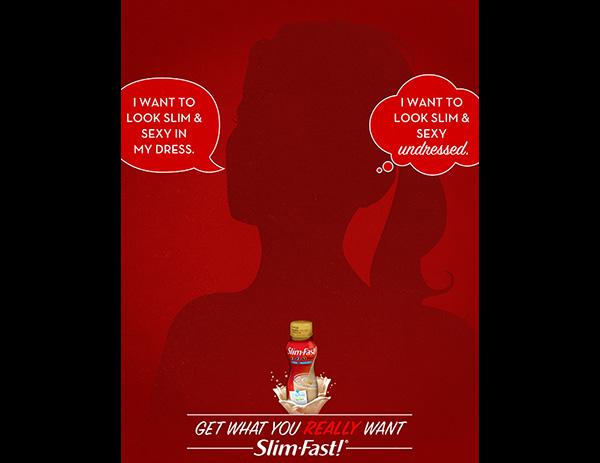 I WANT TO
LOOK SLIM &
SEXY IN
MY DRESS.
I WANT TO
LOOK SLIM &
SEXY
undressed.
Slim-Fast!
GET WHAT YOU REALLY WANT
Slim-Fast!®